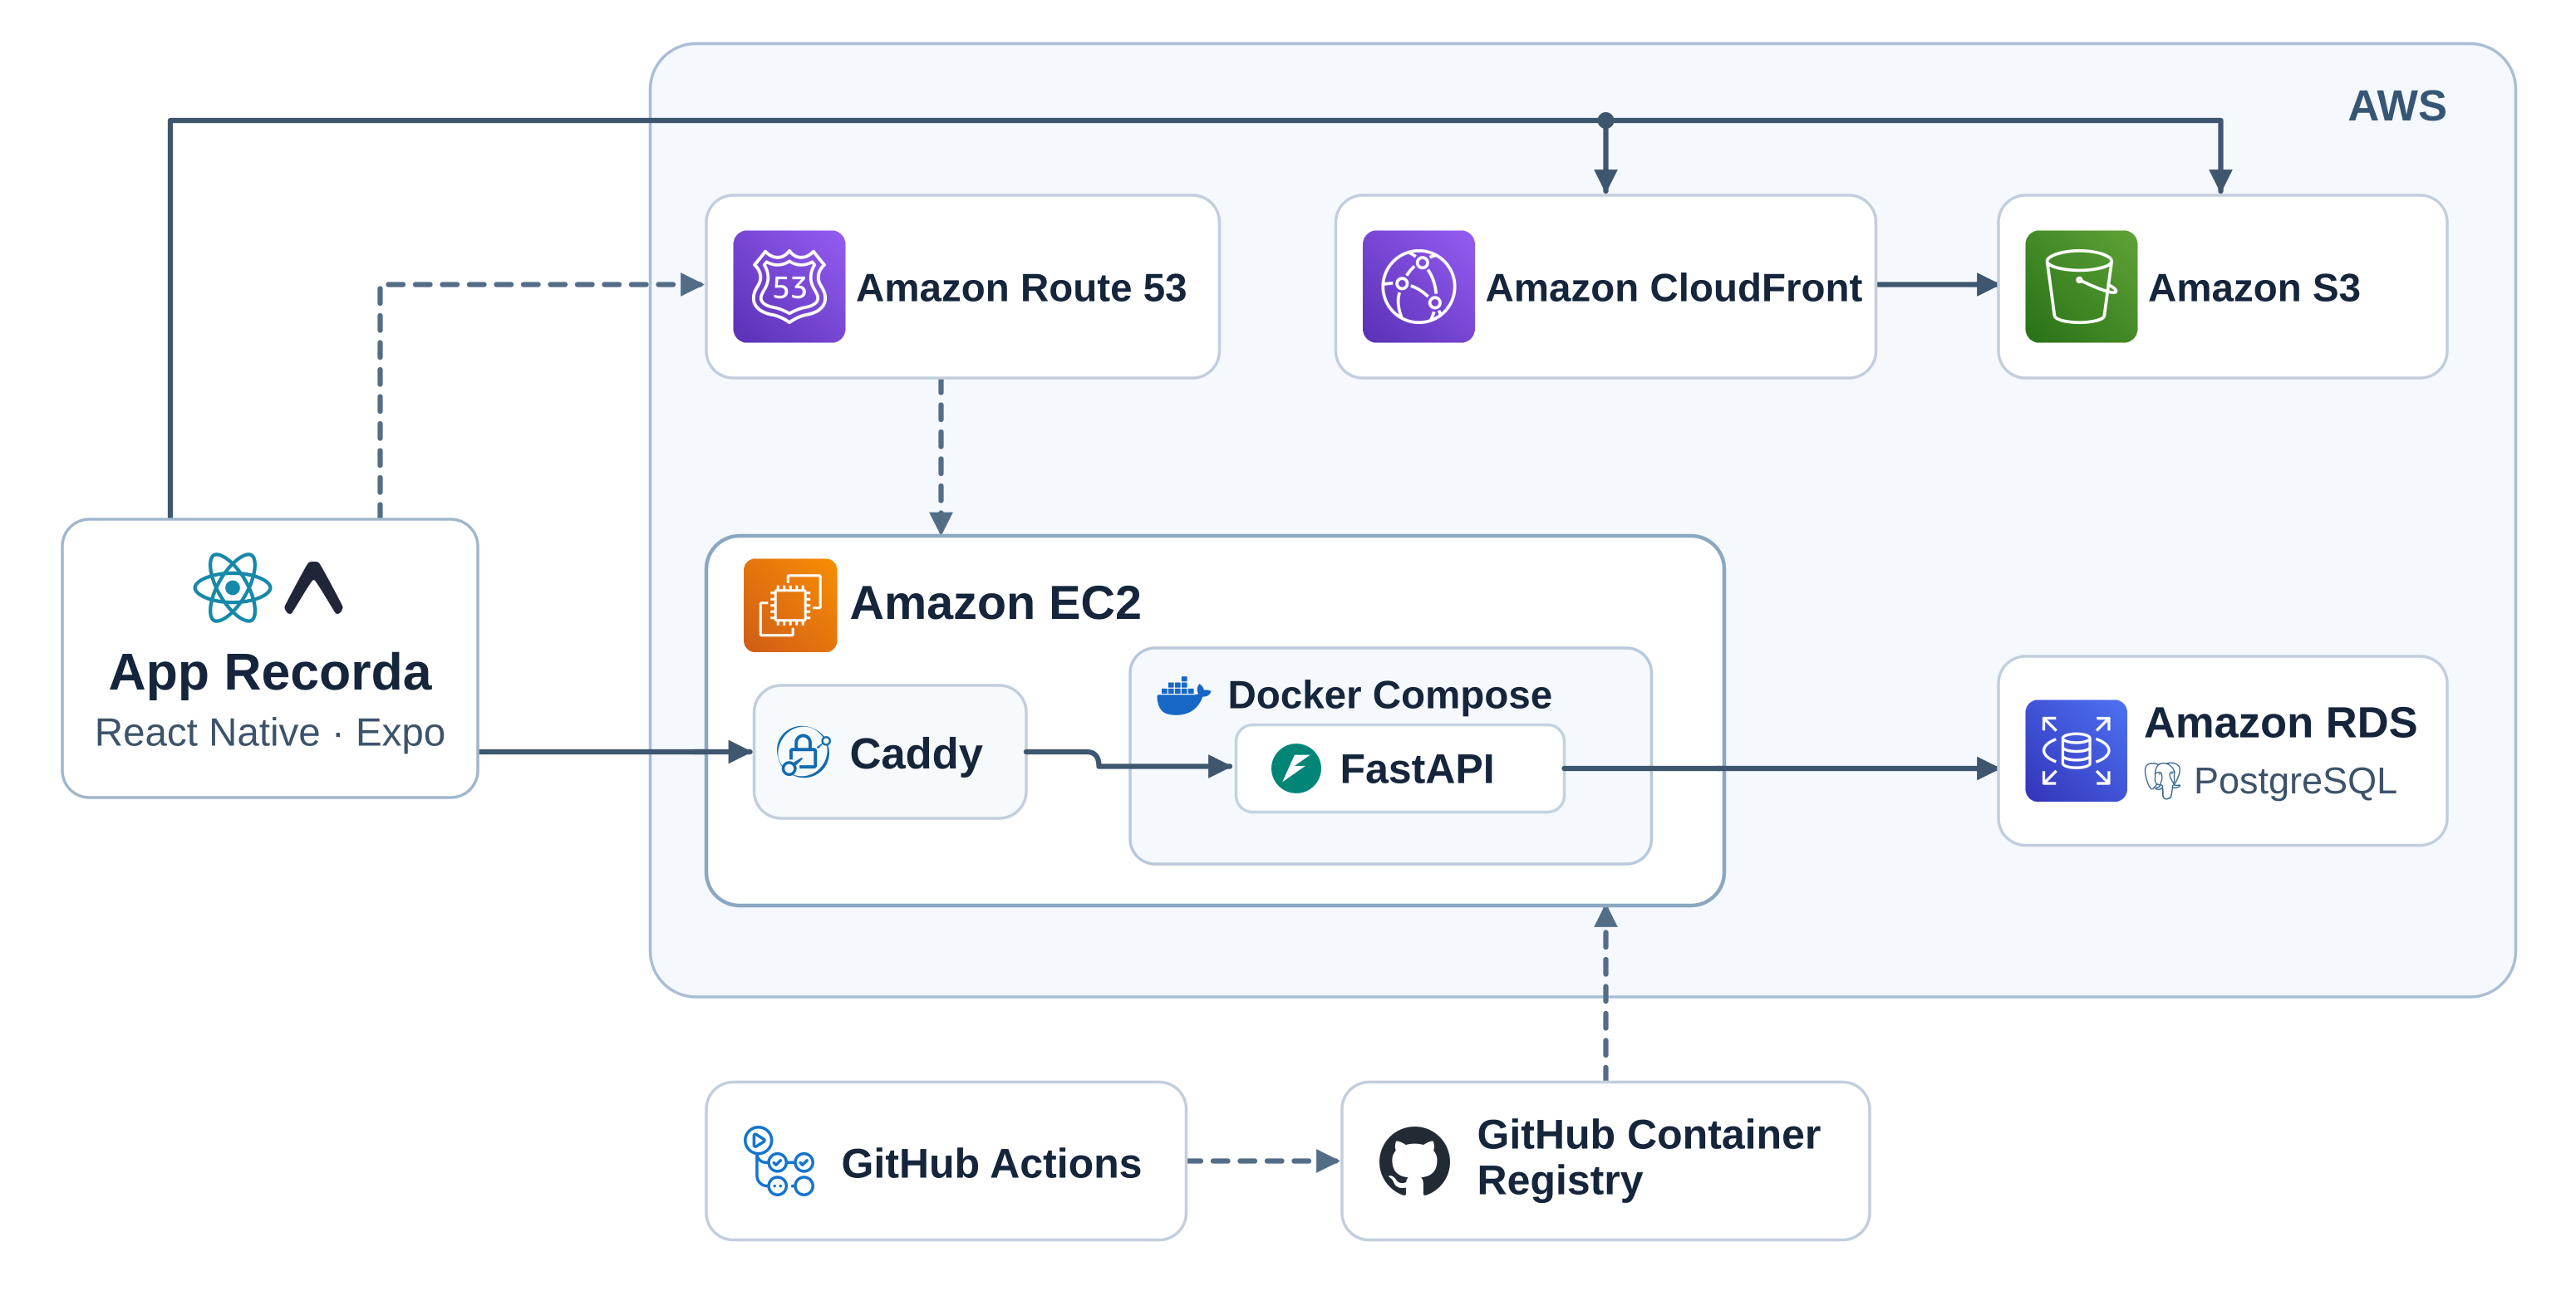 AWS
53
Amazon Route 53
Amazon CloudFront
Amazon S3
App Recorda
React Native · Expo
Amazon EC2
Docker Compose
Caddy
FastAPI
Amazon RDS
PostgreSQL
GitHub Actions
GitHub Container
Registry